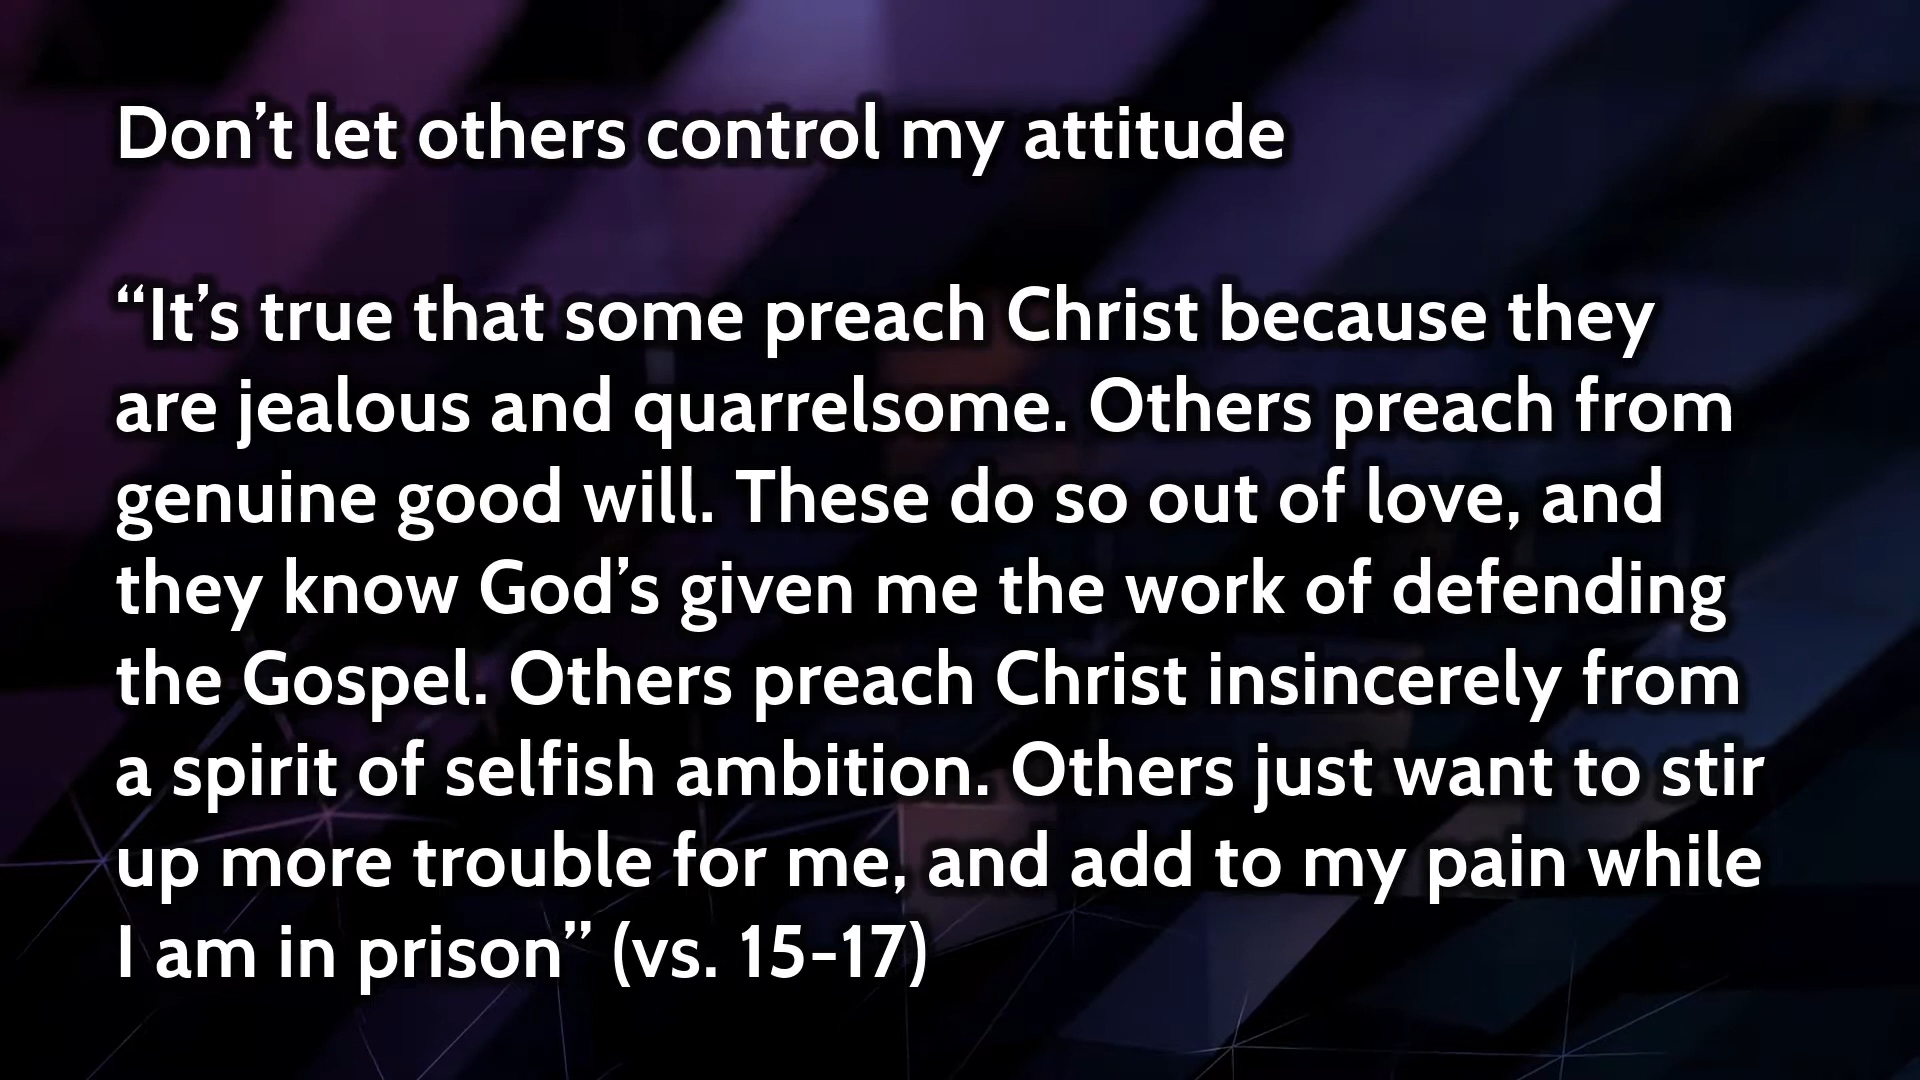 Don’t let others control my attitude
“It’s true that some preach Christ because they
are jealous and quarrelsome. Others preach from
genuine good will. These do so out of love, and
they know God’s given me the work of defending
the Gospel. Others preach Christ insincerely from
a spirit of selfish ambition. Others just want to stir
up more trouble for me, and add to my pain while
I am in prison” (vs. 15-17)